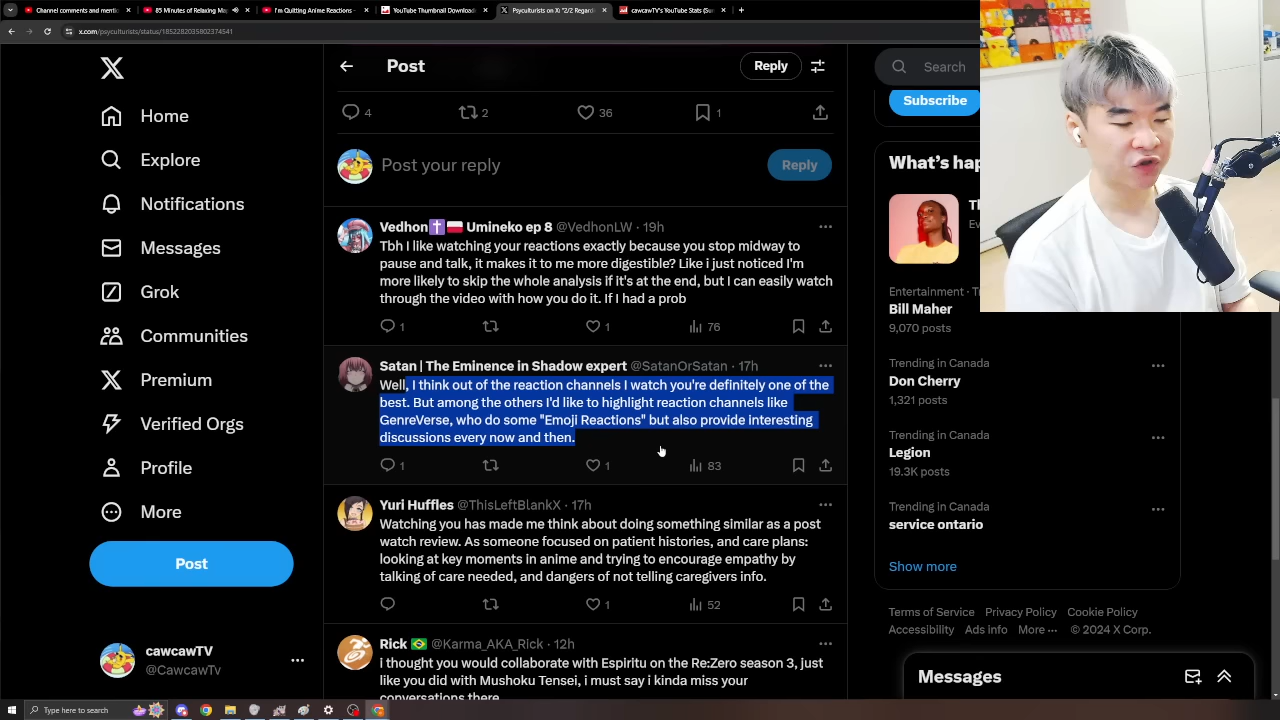 Channel comments and menti
85 Minutes of Relaxing Ma
I'm Quitting Anime Reactions -
YouTube Thumbnail Download
Psyculturists on X: "2/2 Regard
cawcawTV's YouTube Stats (Su
x.com/psyculturists/status/1852282035802374541
Home
Explore
Notifications
Messages
Grok
Communities
Premium
Verified Orgs
Profile
More
Post
cawcawTV
@CawcawTv
Post
Reply
4 2 36 1
Post your reply
Reply
Vedhon✝️🇵🇱 Umineko ep 8 @VedhonLW · 19h
Tbh I like watching your reactions exactly because you stop midway to
pause and talk, it makes it to me more digestible? Like i just noticed I'm
more likely to skip the whole analysis if it's at the end, but I can easily watch
through the video with how you do it. If I had a prob
1 1 76
Satan | The Eminence in Shadow expert @SatanOrSatan · 17h
Well, I think out of the reaction channels I watch you're definitely one of the
best. But among the others I'd like to highlight reaction channels like
GenreVerse, who do some "Emoji Reactions" but also provide interesting
discussions every now and then.
1 1 83
Yuri Huffles @ThisLeftBlankX · 17h
Watching you has made me think about doing something similar as a post
watch review. As someone focused on patient histories, and care plans:
looking at key moments in anime and trying to encourage empathy by
talking of care needed, and dangers of not telling caregivers info.
1 52
Rick 🇧🇷 @Karma_AKA_Rick · 12h
i thought you would collaborate with Espiritu on the Re:Zero season 3, just
like you did with Mushoku Tensei, i must say i kinda miss your
conversations there
Search
Subscribe
What's hap
Th
Ev
Entertainment · T
Bill Maher
9,070 posts
Trending in Canada
Don Cherry
1,321 posts
Trending in Canada
Legion
19.3K posts
Trending in Canada
service ontario
Show more
Terms of Service Privacy Policy Cookie Policy
Accessibility Ads info More ··· © 2024 X Corp.
Messages
Type here to search